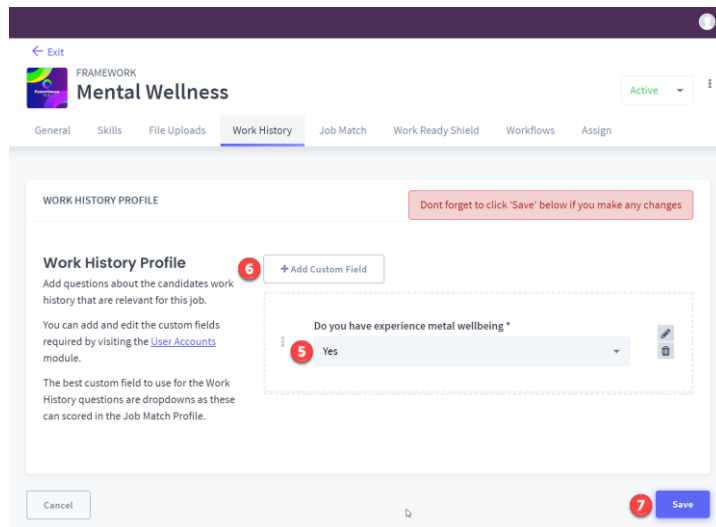 Exit
FRAMEWORK
Mental Wellness
Active
General Skills File Uploads Work History Job Match Work Ready Shield Workflows Assign
WORK HISTORY PROFILE
Dont forget to click 'Save' below if you make any changes
Work History Profile
Add questions about the candidates work
history that are relevant for this job.
You can add and edit the custom fields
required by visiting the User Accounts
module.
The best custom field to use for the Work
History questions are dropdowns as these
can scored in the Job Match Profile.
6
+ Add Custom Field
Do you have experience metal wellbeing *
5
Yes
Cancel
7
Save